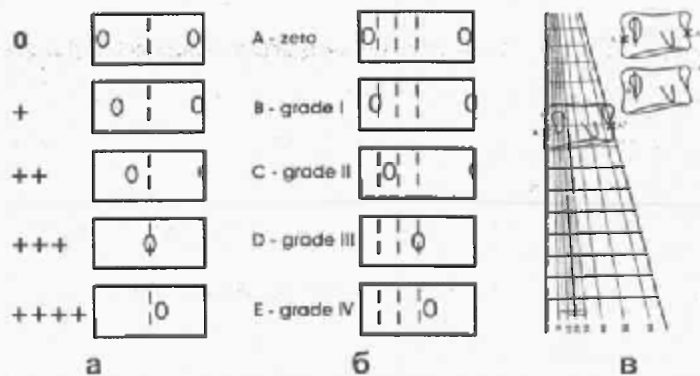 0
A - zero
+
B - grade I
++
C - grade II
+++
D - grade III
++++
E - grade IV
а
б
в